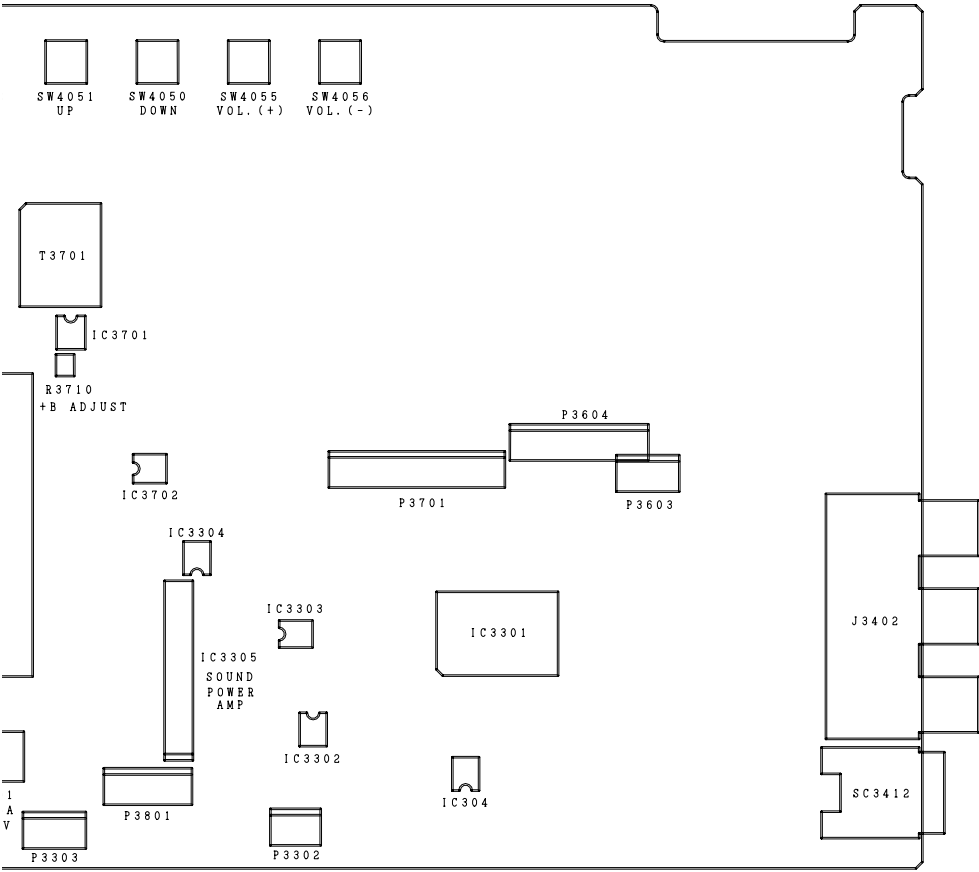 SW4051
UP
SW4050
DOWN
SW4055
VOL.(+)
SW4056
VOL.(-)
T3701
IC3701
R3710
+B ADJUST
P3604
IC3702
P3701
P3603
IC3304
IC3303
IC3301
J3402
IC3305
SOUND
POWER
AMP
IC3302
SC3412
1
A
V
IC304
P3801
P3303
P3302